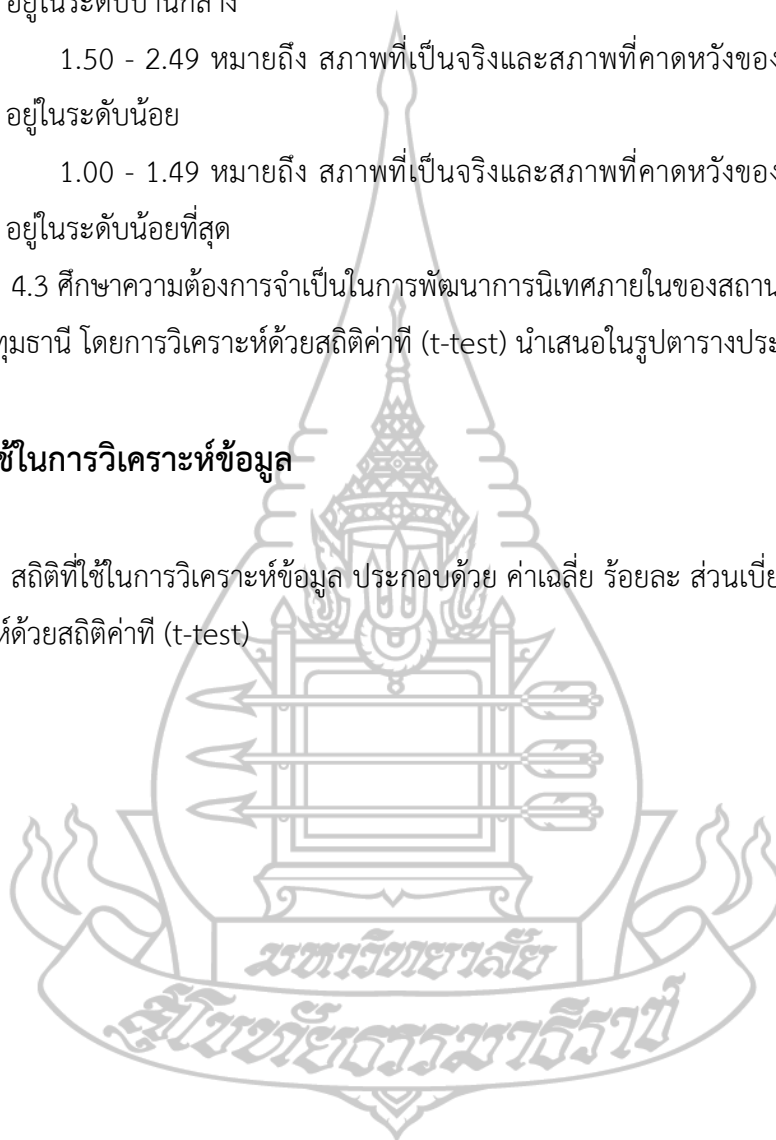 อยู่ในระดับปานกลาง
1.50 - 2.49 หมายถึง สภาพที่เป็นจริงและสภาพที่คาดหวังของ
อยู่ในระดับน้อย
1.00 - 1.49 หมายถึง สภาพที่เป็นจริงและสภาพที่คาดหวังของ
อยู่ในระดับน้อยที่สุด
4.3 ศึกษาความต้องการจำเป็นในการพัฒนาการนิเทศภายในของสถาน
ทุมธานี โดยการวิเคราะห์ด้วยสถิติค่าที (t-test) นำเสนอในรูปตารางประ
ช้ในการวิเคราะห์ข้อมูล
สถิติที่ใช้ในการวิเคราะห์ข้อมูล ประกอบด้วย ค่าเฉลี่ย ร้อยละ ส่วนเบี่ย
ห์ด้วยสถิติค่าที (t-test)
มหาวิทยาลัย
สุโขทัยธรรมาธิราช